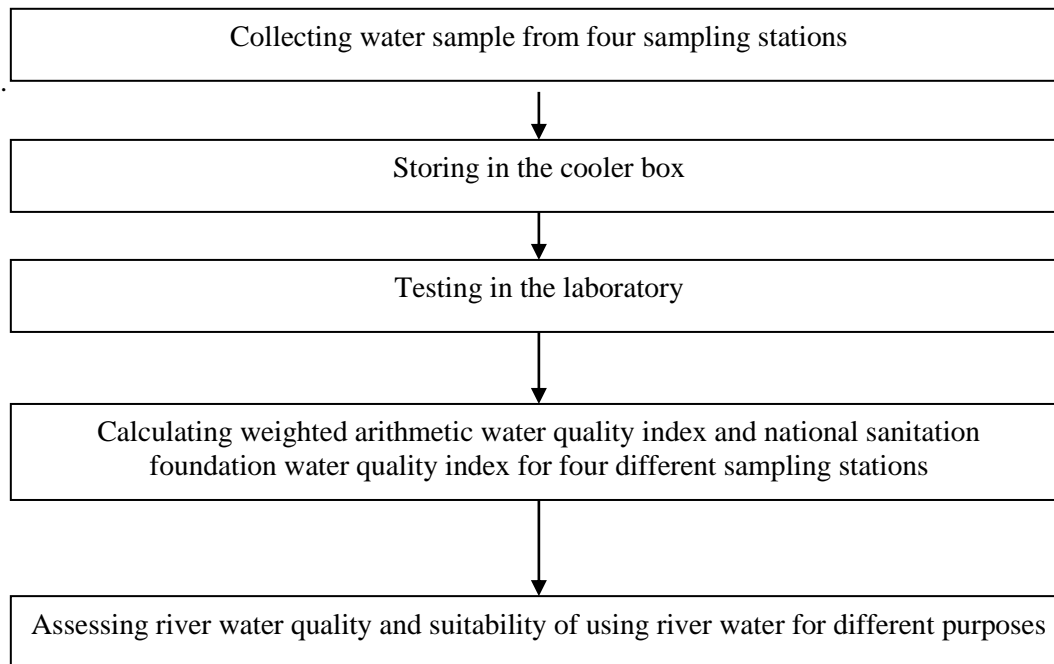 Collecting water sample from four sampling stations
.
Storing in the cooler box
Testing in the laboratory
Calculating weighted arithmetic water quality index and national sanitation
foundation water quality index for four different sampling stations
Assessing river water quality and suitability of using river water for different purposes